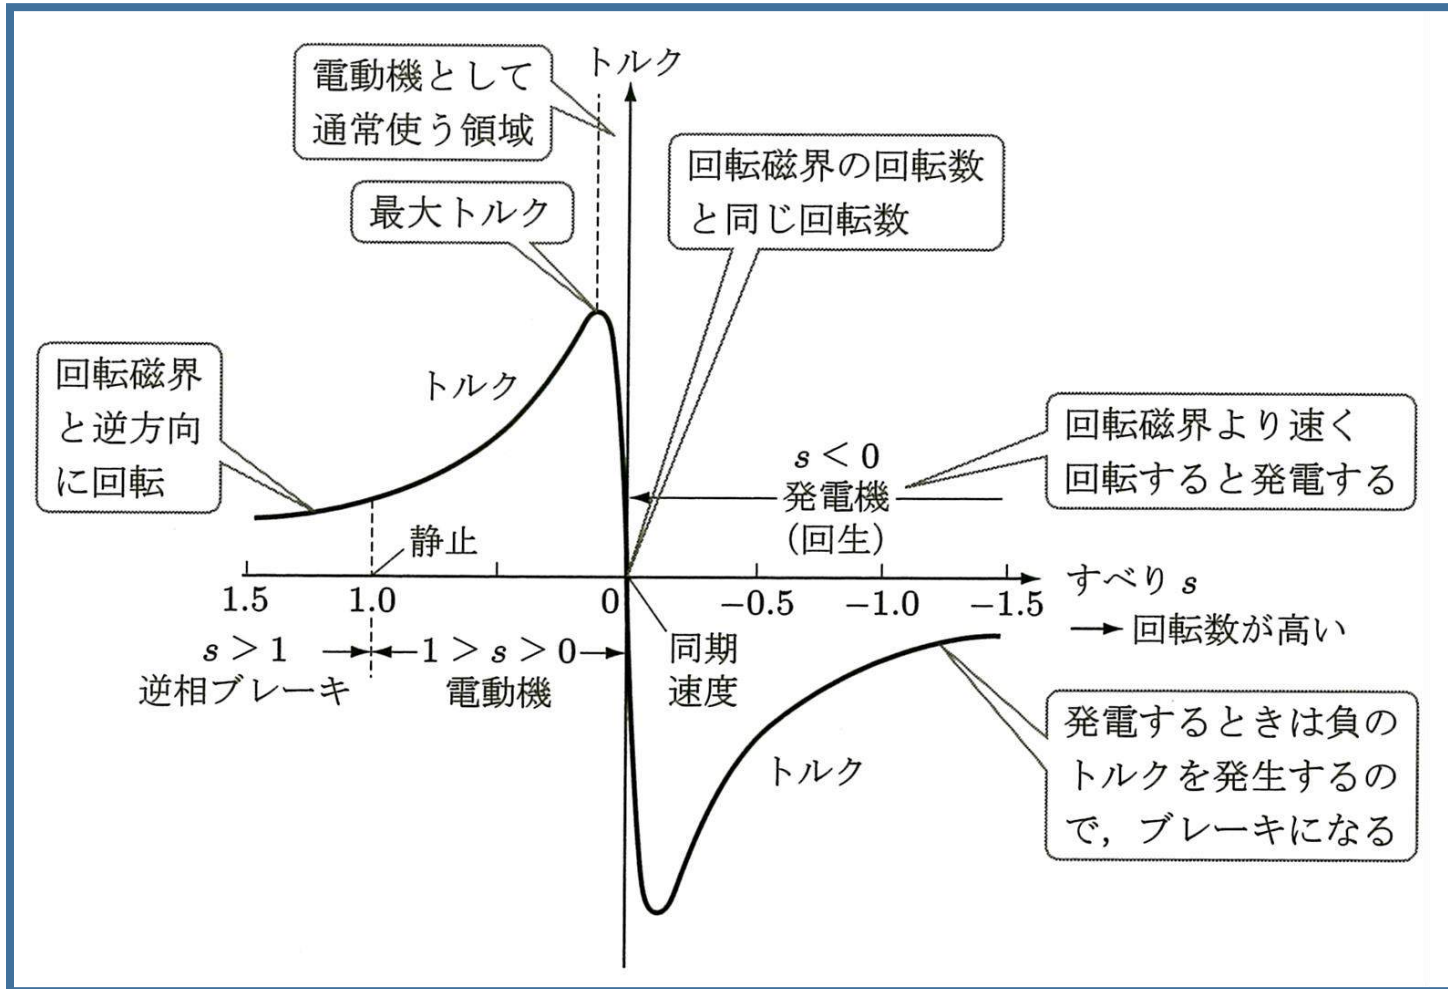 トルク
電動機として
通常使う領域
回転磁界の回転数
と同じ回転数
最大トルク
回転磁界
と逆方向
に回転
トルク
回転磁界より速く
回転すると発電する
s < 0
発電機
(回生)
静止
1.5 1.0 0 −0.5 −1.0 −1.5
すべり s
→ 回転数が高い
s > 1
逆相ブレーキ
1 > s > 0
電動機
同期
速度
トルク
発電するときは負の
トルクを発生するの
で，ブレーキになる